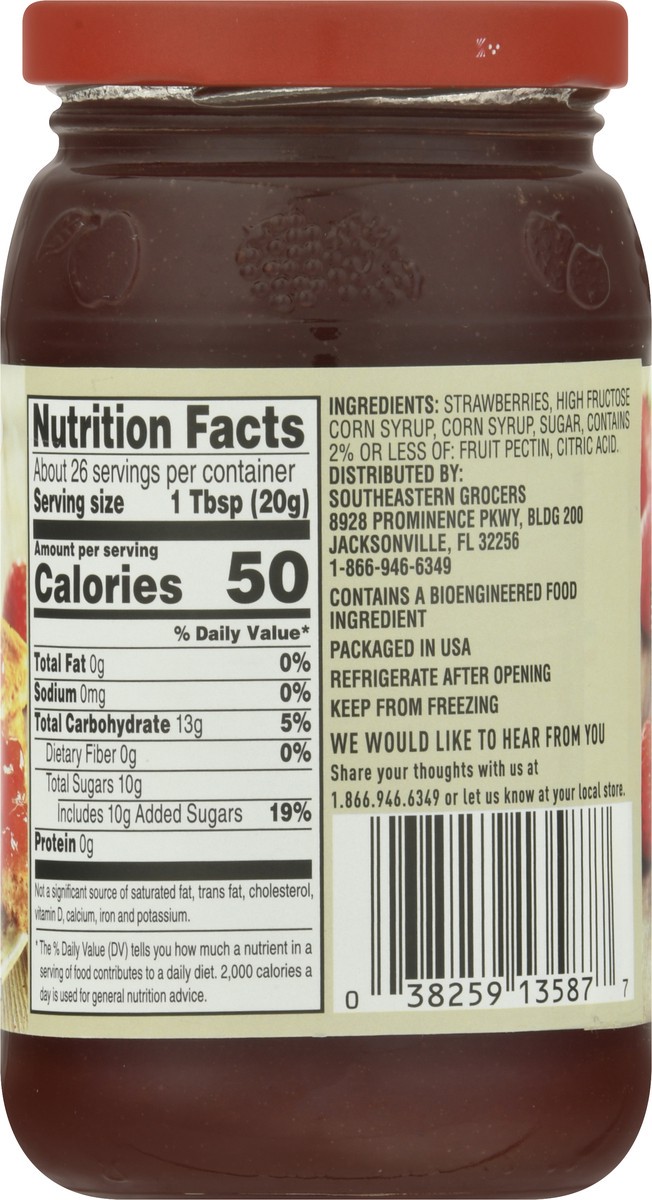 Nutrition Facts
About 26 servings per container
Serving size 1 Tbsp (20g)
Amount per serving
Calories 50
% Daily Value*
Total Fat 0g 0%
Sodium 0mg 0%
Total Carbohydrate 13g 5%
Dietary Fiber 0g 0%
Total Sugars 10g
Includes 10g Added Sugars 19%
Protein 0g
Not a significant source of saturated fat, trans fat, cholesterol,
vitamin D, calcium, iron and potassium.
* The % Daily Value (DV) tells you how much a nutrient in a
serving of food contributes to a daily diet. 2,000 calories a
day is used for general nutrition advice.
INGREDIENTS: STRAWBERRIES, HIGH FRUCTOSE
CORN SYRUP, CORN SYRUP, SUGAR, CONTAINS
2% OR LESS OF: FRUIT PECTIN, CITRIC ACID.
DISTRIBUTED BY:
SOUTHEASTERN GROCERS
8928 PROMINENCE PKWY, BLDG 200
JACKSONVILLE, FL 32256
1-866-946-6349
CONTAINS A BIOENGINEERED FOOD
INGREDIENT
PACKAGED IN USA
REFRIGERATE AFTER OPENING
KEEP FROM FREEZING
WE WOULD LIKE TO HEAR FROM YOU
Share your thoughts with us at
1.866.946.6349 or let us know at your local store.
0 38259 13587 7